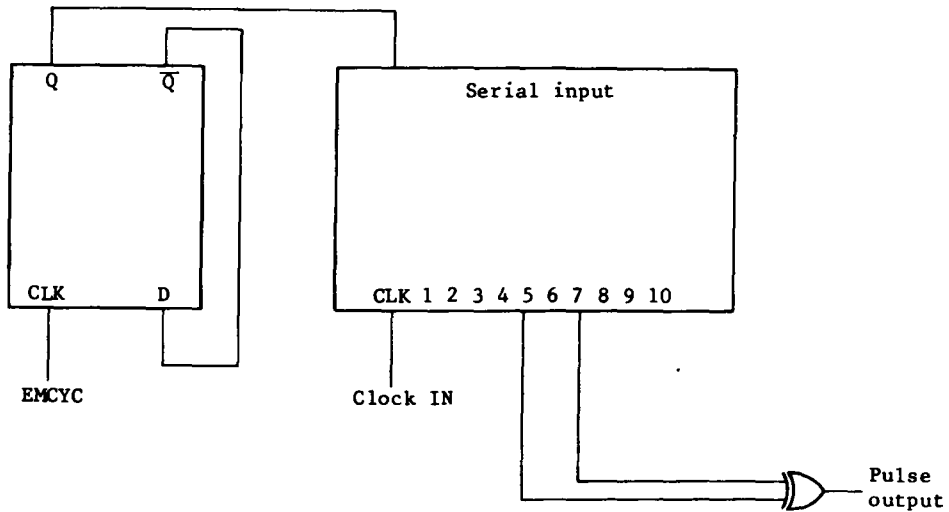 Q Q̅
Serial input
CLK D
CLK 1 2 3 4 5 6 7 8 9 10
EMCYC
Clock IN
Pulse
output